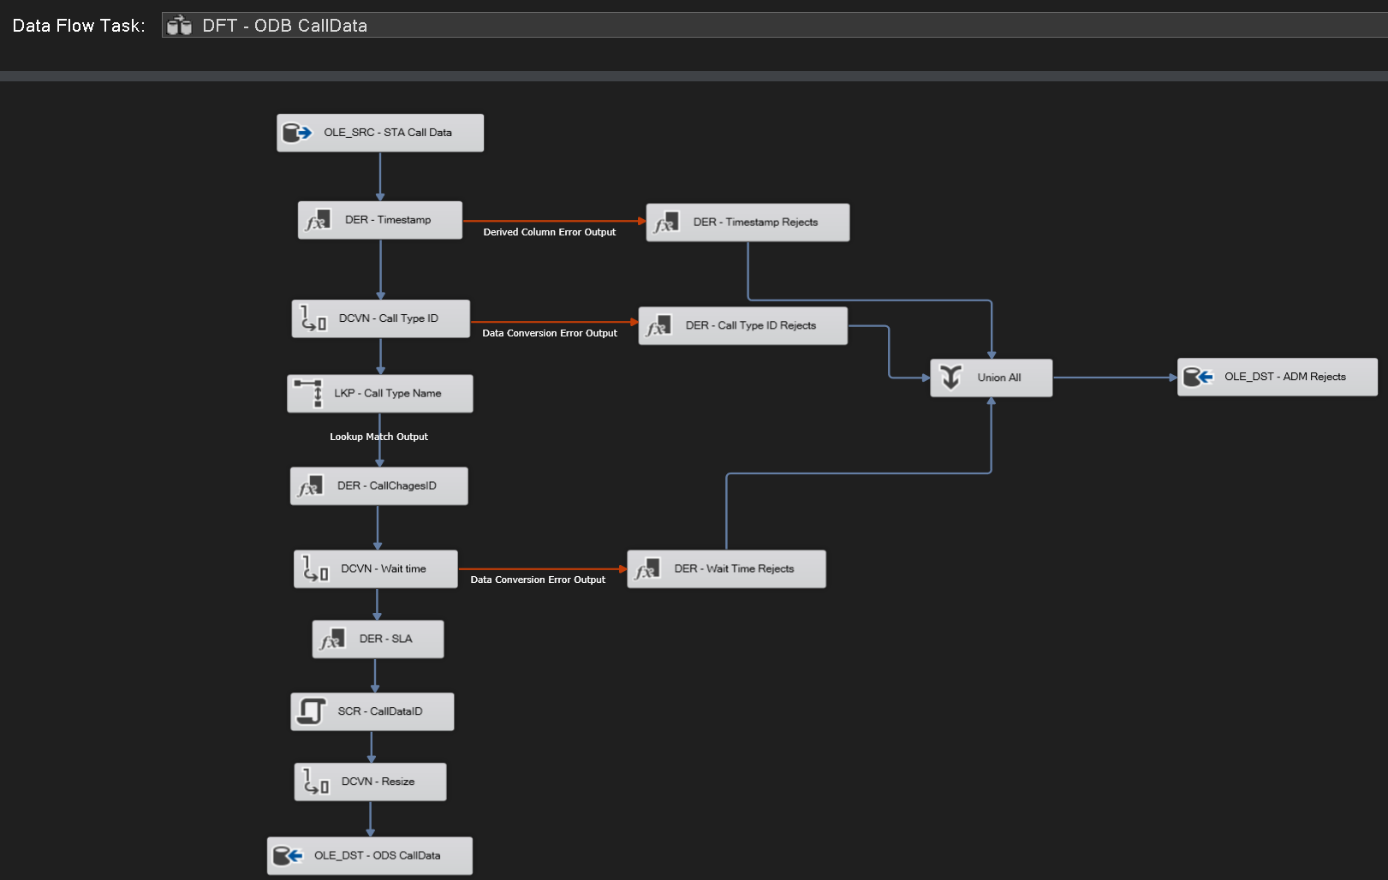 Data Flow Task: DFT - ODB CallData
OLE_SRC - STA Call Data
DER - Timestamp
Derived Column Error Output
DER - Timestamp Rejects
DCVN - Call Type ID
Data Conversion Error Output
DER - Call Type ID Rejects
Union All
OLE_DST - ADM Rejects
LKP - Call Type Name
Lookup Match Output
DER - CallChagesID
DCVN - Wait time
Data Conversion Error Output
DER - Wait Time Rejects
DER - SLA
SCR - CallDataID
DCVN - Resize
OLE_DST - ODS CallData